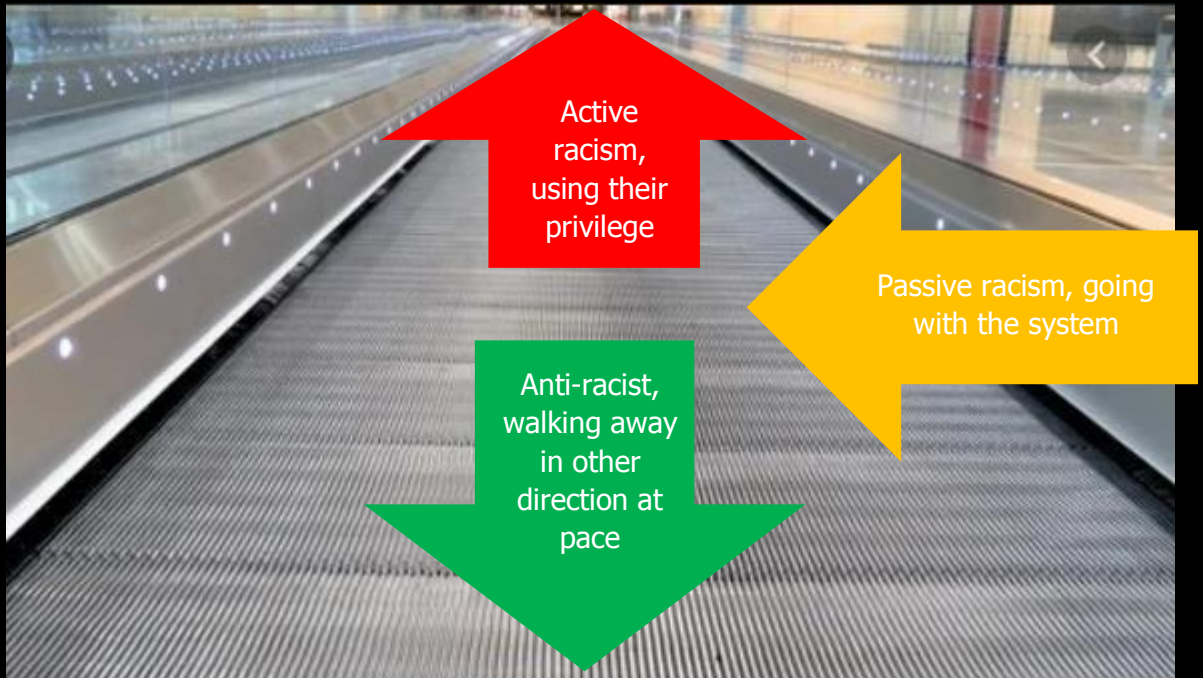 Active
racism,
using their
privilege
Passive racism, going
with the system
Anti-racist,
walking away
in other
direction at
pace